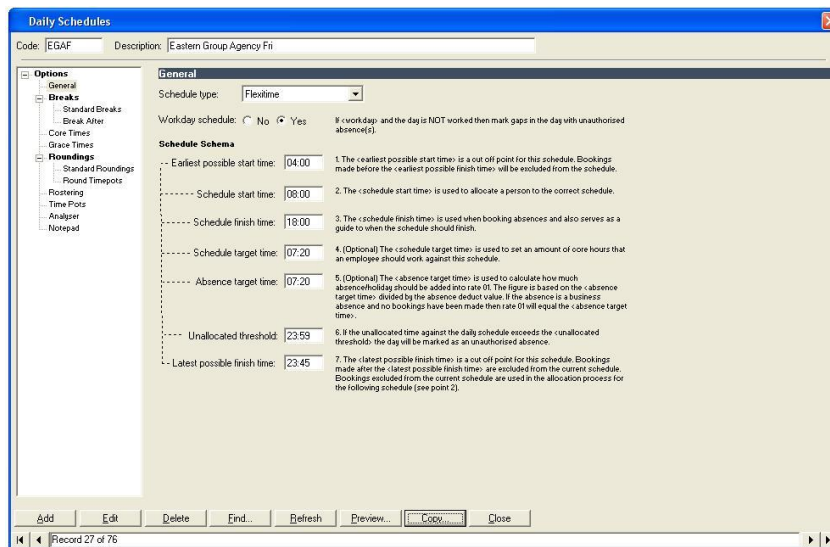 Daily Schedules
Code: EGAF Description: Eastern Group Agency Fri
Options
General
Breaks
Standard Breaks
Break After
Core Times
Grace Times
Roundings
Standard Roundings
Round Timepots
Rostering
Time Pots
Analyser
Notepad
General
Schedule type: Flexitime
Workday schedule: No Yes
If <workday> and the day is NOT worked then mark gaps in the day with unauthorised
absence(s).
Schedule Schema
Earliest possible start time: 04:00
1. The <earliest possible start time> is a cut off point for this schedule. Bookings
made before the <earliest possible finish time> will be excluded from the schedule.
Schedule start time: 08:00
2. The <schedule start time> is used to allocate a person to the correct schedule.
Schedule finish time: 18:00
3. The <schedule finish time> is used when booking absences and also serves as a
guide to when the schedule should finish.
Schedule target time: 07:20
4. (Optional) The <schedule target time> is used to set an amount of core hours that
an employee should work against this schedule.
Absence target time: 07:20
5. (Optional) The <absence target time> is used to calculate how much
absence/holiday should be added into rate 01. The figure is based on the <absence
target time> divided by the absence deduct value. If the absence is a business
absence and no bookings have been made then rate 01 will equal the <absence target
time>.
Unallocated threshold: 23:59
6. If the unallocated time against the daily schedule exceeds the <unallocated
threshold> the day will be marked as an unauthorised absence.
Latest possible finish time: 23:45
7. The <latest possible finish time> is a cut off point for this schedule. Bookings
made after the <latest possible finish time> are excluded from the current schedule.
Bookings excluded from the current schedule are used in the allocation process for
the following schedule (see point 2).
Add Edit Delete Find... Refresh Preview... Copy... Close
Record 27 of 76